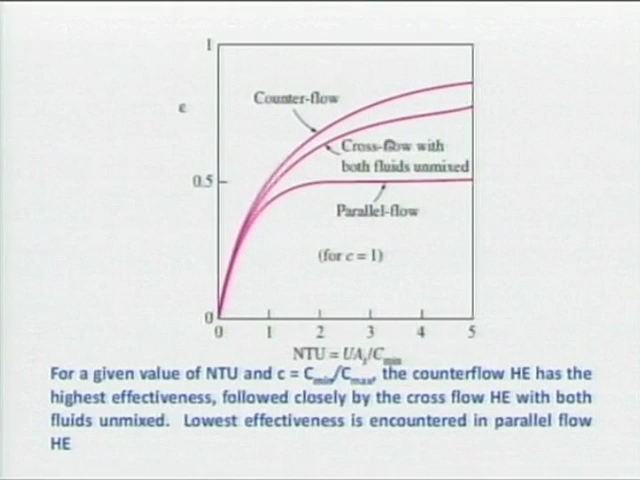 1
Counter-flow
ε
Cross-flow with
both fluids unmixed
0.5
Parallel-flow
(for c = 1)
0
0 1 2 3 4 5
NTU = UAs/Cmin
For a given value of NTU and c = Cmin/Cmax, the counterflow HE has the
highest effectiveness, followed closely by the cross flow HE with both
fluids unmixed. Lowest effectiveness is encountered in parallel flow
HE